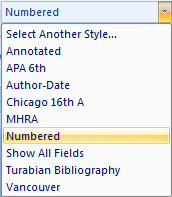 Numbered
Select Another Style...
Annotated
APA 6th
Author-Date
Chicago 16th A
MHRA
Numbered
Show All Fields
Turabian Bibliography
Vancouver